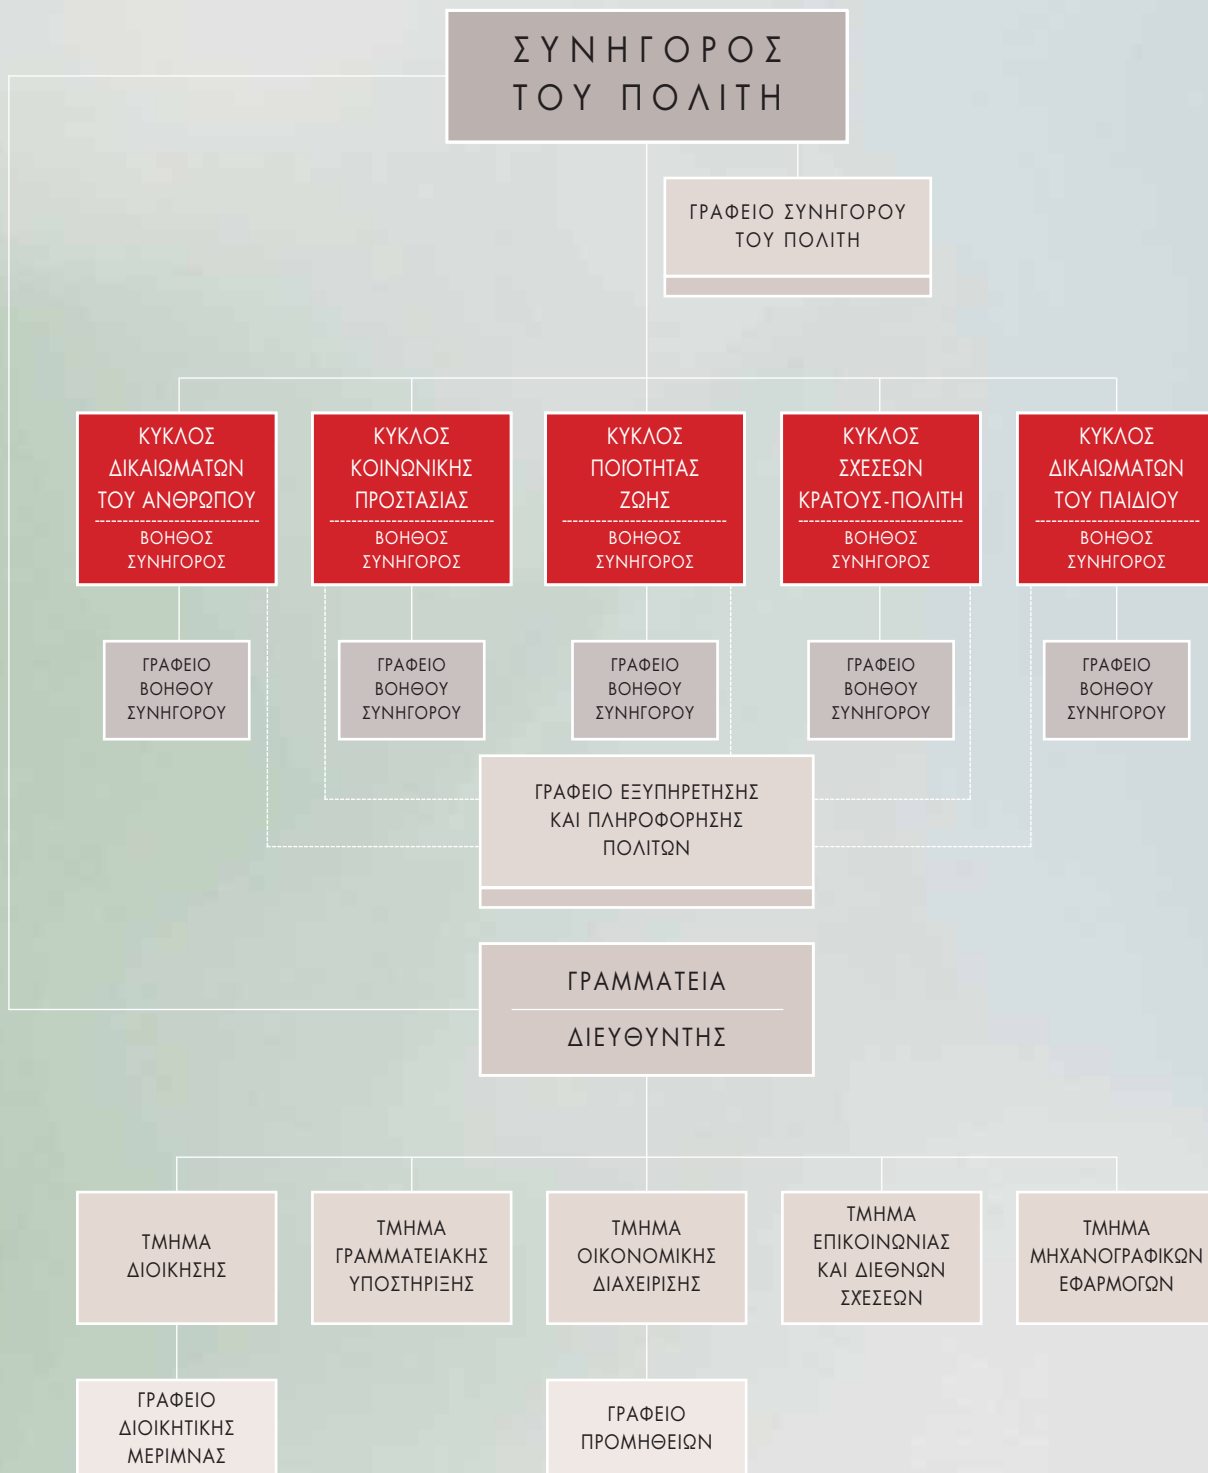 ΣΥΝΗΓΟΡΟΣ
ΤΟΥ ΠΟΛΙΤΗ
ΓΡΑΦΕΙΟ ΣΥΝΗΓΟΡΟΥ
ΤΟΥ ΠΟΛΙΤΗ
ΚΥΚΛΟΣ
ΔΙΚΑΙΩΜΑΤΩΝ
ΤΟΥ ΑΝΘΡΩΠΟΥ
ΒΟΗΘΟΣ
ΣΥΝΗΓΟΡΟΣ
ΚΥΚΛΟΣ
ΚΟΙΝΩΝΙΚΗΣ
ΠΡΟΣΤΑΣΙΑΣ
ΒΟΗΘΟΣ
ΣΥΝΗΓΟΡΟΣ
ΚΥΚΛΟΣ
ΠΟΪΟΤΗΤΑΣ
ΖΩΗΣ
ΒΟΗΘΟΣ
ΣΥΝΗΓΟΡΟΣ
ΚΥΚΛΟΣ
ΣΧΕΣΕΩΝ
ΚΡΑΤΟΥΣ-ΠΟΛΙΤΗ
ΒΟΗΘΟΣ
ΣΥΝΗΓΟΡΟΣ
ΚΥΚΛΟΣ
ΔΙΚΑΙΩΜΑΤΩΝ
ΤΟΥ ΠΑΙΔΙΟΥ
ΒΟΗΘΟΣ
ΣΥΝΗΓΟΡΟΣ
ΓΡΑΦΕΙΟ
ΒΟΗΘΟΥ
ΣΥΝΗΓΟΡΟΥ
ΓΡΑΦΕΙΟ
ΒΟΗΘΟΥ
ΣΥΝΗΓΟΡΟΥ
ΓΡΑΦΕΙΟ
ΒΟΗΘΟΥ
ΣΥΝΗΓΟΡΟΥ
ΓΡΑΦΕΙΟ
ΒΟΗΘΟΥ
ΣΥΝΗΓΟΡΟΥ
ΓΡΑΦΕΙΟ
ΒΟΗΘΟΥ
ΣΥΝΗΓΟΡΟΥ
ΓΡΑΦΕΙΟ ΕΞΥΠΗΡΕΤΗΣΗΣ
ΚΑΙ ΠΛΗΡΟΦΟΡΗΣΗΣ
ΠΟΛΙΤΩΝ
ΓΡΑΜΜΑΤΕΙΑ
ΔΙΕΥΘΥΝΤΗΣ
ΤΜΗΜΑ
ΔΙΟΙΚΗΣΗΣ
ΤΜΗΜΑ
ΓΡΑΜΜΑΤΕΙΑΚΗΣ
ΥΠΟΣΤΗΡΙΞΗΣ
ΤΜΗΜΑ
ΟΙΚΟΝΟΜΙΚΗΣ
ΔΙΑΧΕΙΡΙΣΗΣ
ΤΜΗΜΑ
ΕΠΙΚΟΙΝΩΝΙΑΣ
ΚΑΙ ΔΙΕΘΝΩΝ
ΣΧΕΣΕΩΝ
ΤΜΗΜΑ
ΜΗΧΑΝΟΓΡΑΦΙΚΩΝ
ΕΦΑΡΜΟΓΩΝ
ΓΡΑΦΕΙΟ
ΔΙΟΙΚΗΤΙΚΗΣ
ΜΕΡΙΜΝΑΣ
ΓΡΑΦΕΙΟ
ΠΡΟΜΗΘΕΙΩΝ